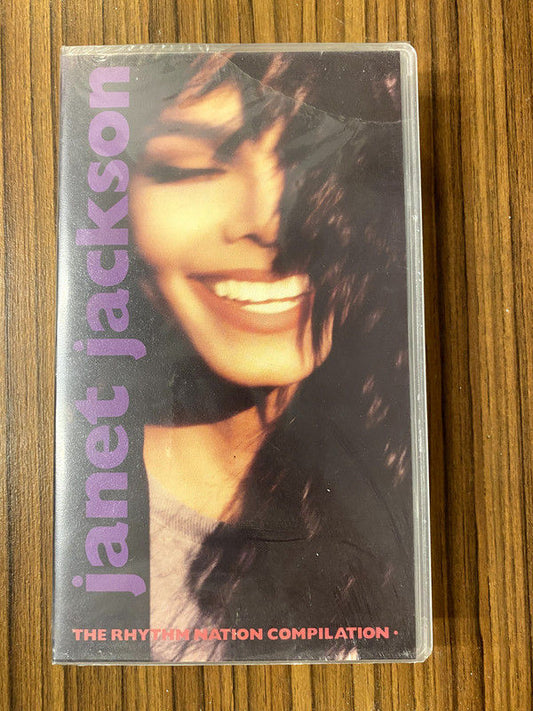 janet jackson
THE RHYTHM NATION COMPILATION ·